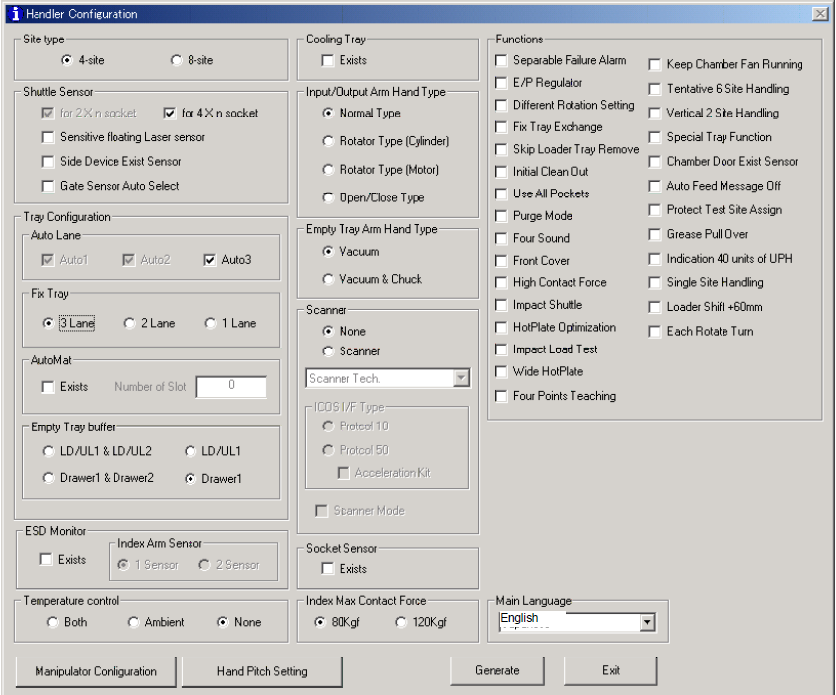 Handler Configuration
Site type
4-site
8-site
Shuttle Sensor
for 2 X n socket
for 4 X n socket
Sensitive floating Laser sensor
Side Device Exist Sensor
Gate Sensor Auto Select
Tray Configuration
Auto Lane
Auto1
Auto2
Auto3
Fix Tray
3 Lane
2 Lane
1 Lane
AutoMat
Exists
Number of Slot
0
Empty Tray buffer
LD/UL1 & LD/UL2
LD/UL1
Drawer1 & Drawer2
Drawer1
ESD Monitor
Exists
Index Arm Sensor
1 Sensor
2 Sensor
Temperature control
Both
Ambient
None
Cooling Tray
Exists
Input/Output Arm Hand Type
Normal Type
Rotator Type (Cylinder)
Rotator Type (Motor)
Open/Close Type
Empty Tray Arm Hand Type
Vacuum
Vacuum & Chuck
Scanner
None
Scanner
Scanner Tech.
ICOS I/F Type
Protcol 10
Protcol 50
Acceleration Kit
Scanner Mode
Socket Sensor
Exists
Index Max Contact Force
80Kgf
120Kgf
Functions
Separable Failure Alarm
E/P Regulator
Different Rotation Setting
Fix Tray Exchange
Skip Loader Tray Remove
Initial Clean Out
Use All Pockets
Purge Mode
Four Sound
Front Cover
High Contact Force
Impact Shuttle
HotPlate Optimization
Impact Load Test
Wide HotPlate
Four Points Teaching
Keep Chamber Fan Running
Tentative 6 Site Handling
Vertical 2 Site Handling
Special Tray Function
Chamber Door Exist Sensor
Auto Feed Message Off
Protect Test Site Assign
Grease Pull Over
Indication 40 units of UPH
Single Site Handling
Loader Shift +60mm
Each Rotate Turn
Main Language
English
Manipulator Configuration
Hand Pitch Setting
Generate
Exit